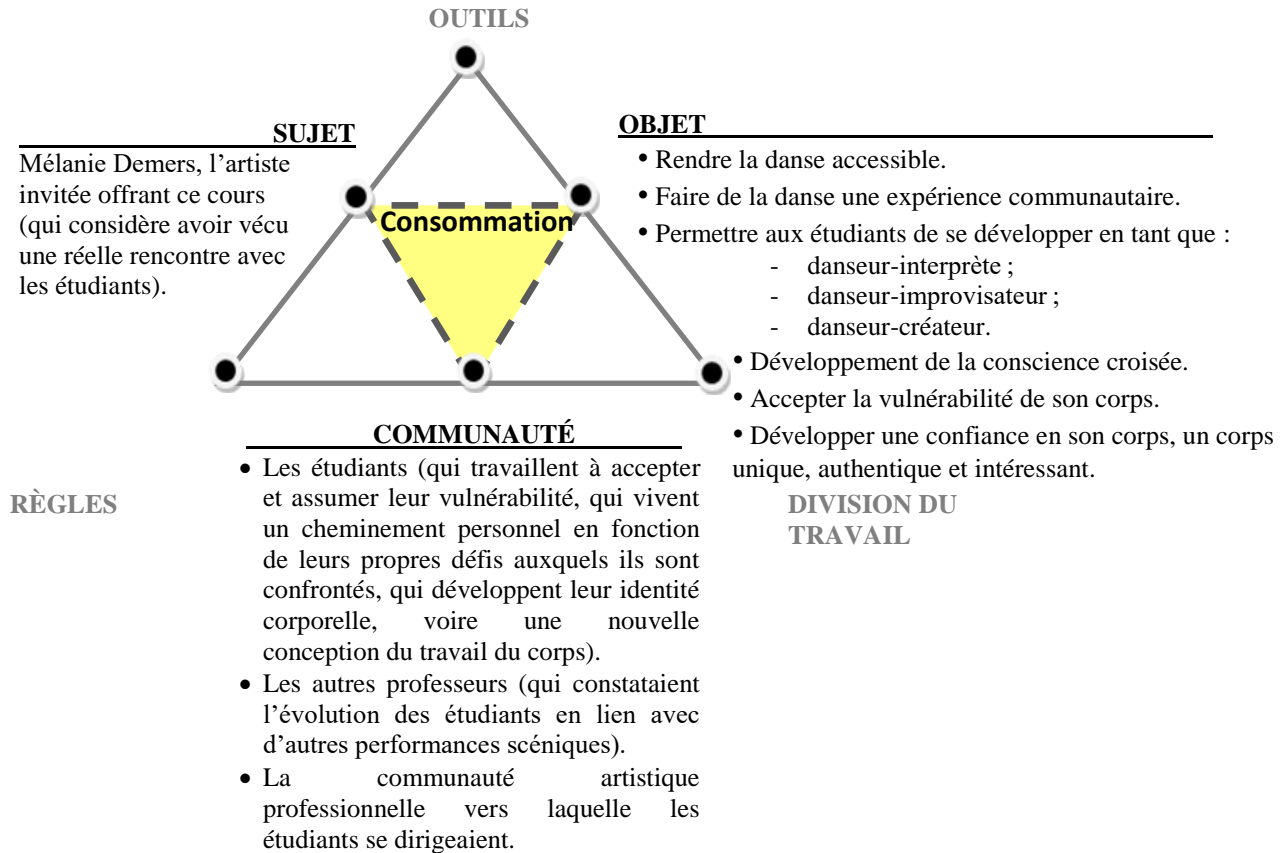 OUTILS
SUJET
Mélanie Demers, l’artiste
invitée offrant ce cours
(qui considère avoir vécu
une réelle rencontre avec
les étudiants).
Consommation
OBJET
• Rendre la danse accessible.
• Faire de la danse une expérience communautaire.
• Permettre aux étudiants de se développer en tant que :
- danseur-interprète ;
- danseur-improvisateur ;
- danseur-créateur.
• Développement de la conscience croisée.
• Accepter la vulnérabilité de son corps.
• Développer une confiance en son corps, un corps
unique, authentique et intéressant.
RÈGLES
COMMUNAUTÉ
• Les étudiants (qui travaillent à accepter
et assumer leur vulnérabilité, qui vivent
un cheminement personnel en fonction
de leurs propres défis auxquels ils sont
confrontés, qui développent leur identité
corporelle, voire une nouvelle
conception du travail du corps).
• Les autres professeurs (qui constataient
l’évolution des étudiants en lien avec
d’autres performances scéniques).
• La communauté artistique
professionnelle vers laquelle les
étudiants se dirigeaient.
DIVISION DU
TRAVAIL